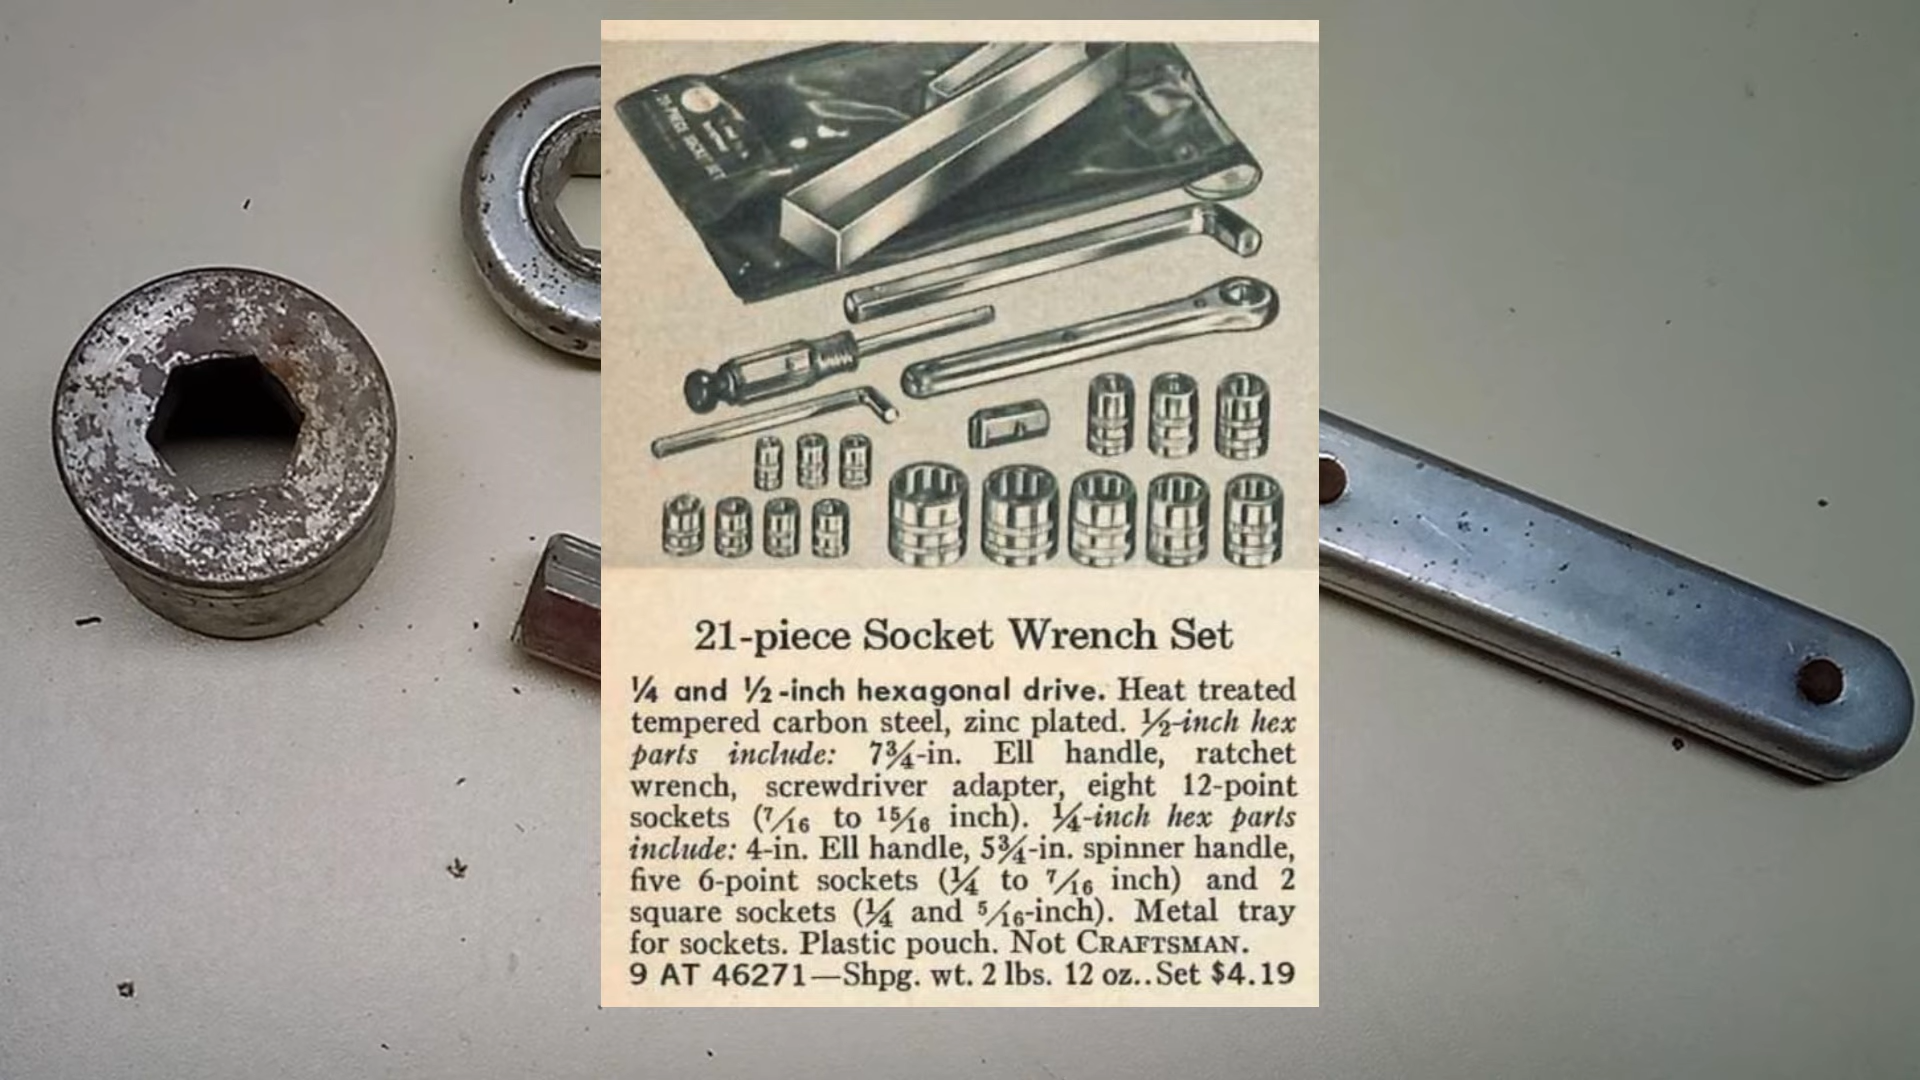 21-PIECE SOCKET SET
21-piece Socket Wrench Set
¼ and ½-inch hexagonal drive. Heat treated
tempered carbon steel, zinc plated. ½-inch hex
parts include: 7¾-in. Ell handle, ratchet
wrench, screwdriver adapter, eight 12-point
sockets (7/16 to 15/16 inch). ¼-inch hex parts
include: 4-in. Ell handle, 5¾-in. spinner handle,
five 6-point sockets (¼ to 7/16 inch) and 2
square sockets (¼ and 5/16-inch). Metal tray
for sockets. Plastic pouch. Not CRAFTSMAN.
9 AT 46271—Shpg. wt. 2 lbs. 12 oz..Set $4.19